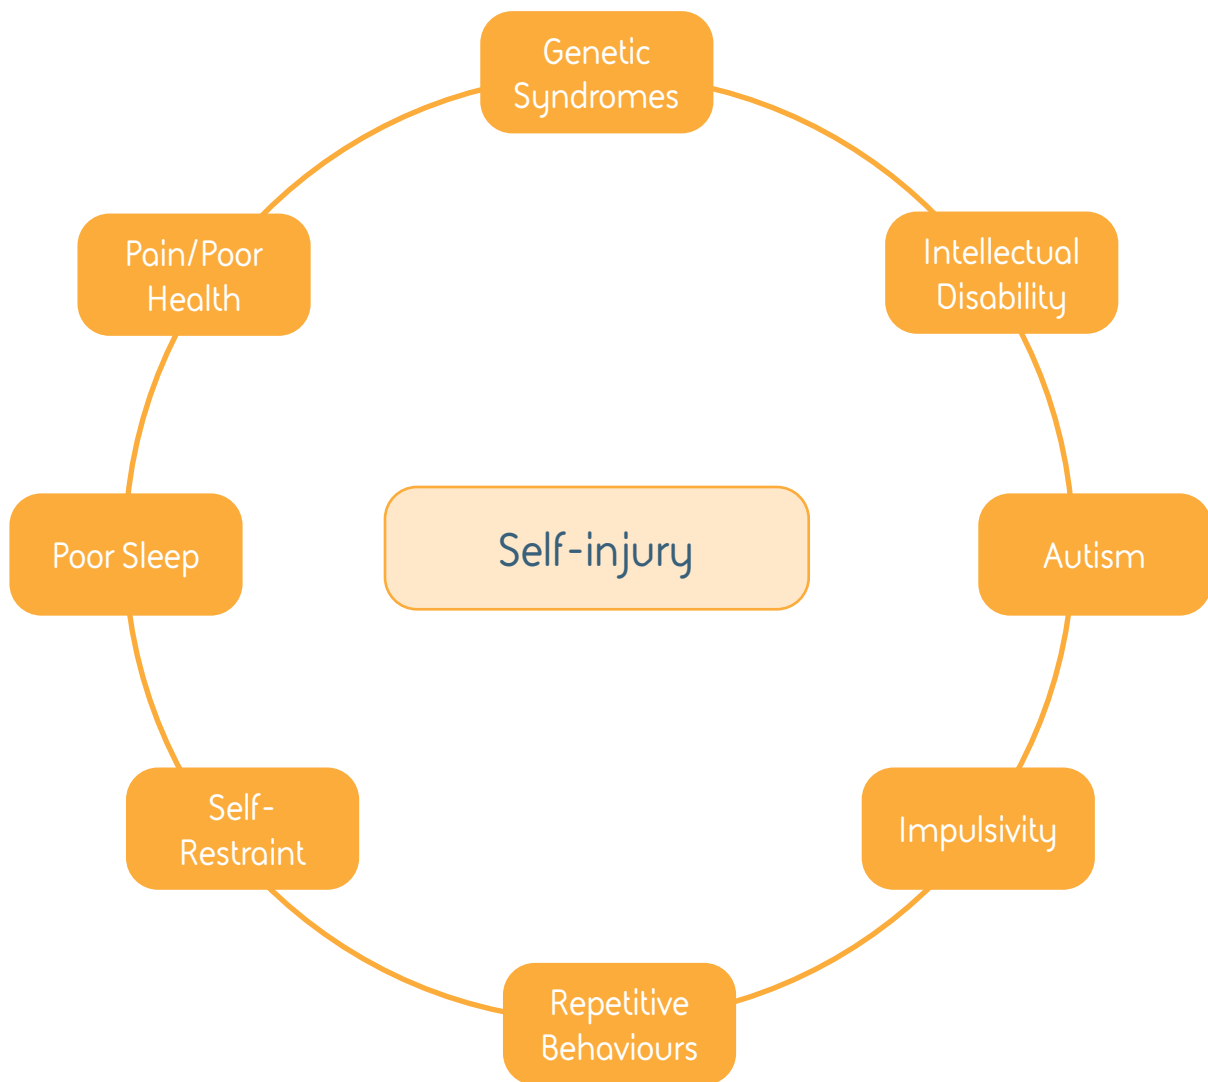 Genetic
Syndromes
Intellectual
Disability
Autism
Impulsivity
Repetitive
Behaviours
Self-
Restraint
Poor Sleep
Pain/Poor
Health
Self-injury